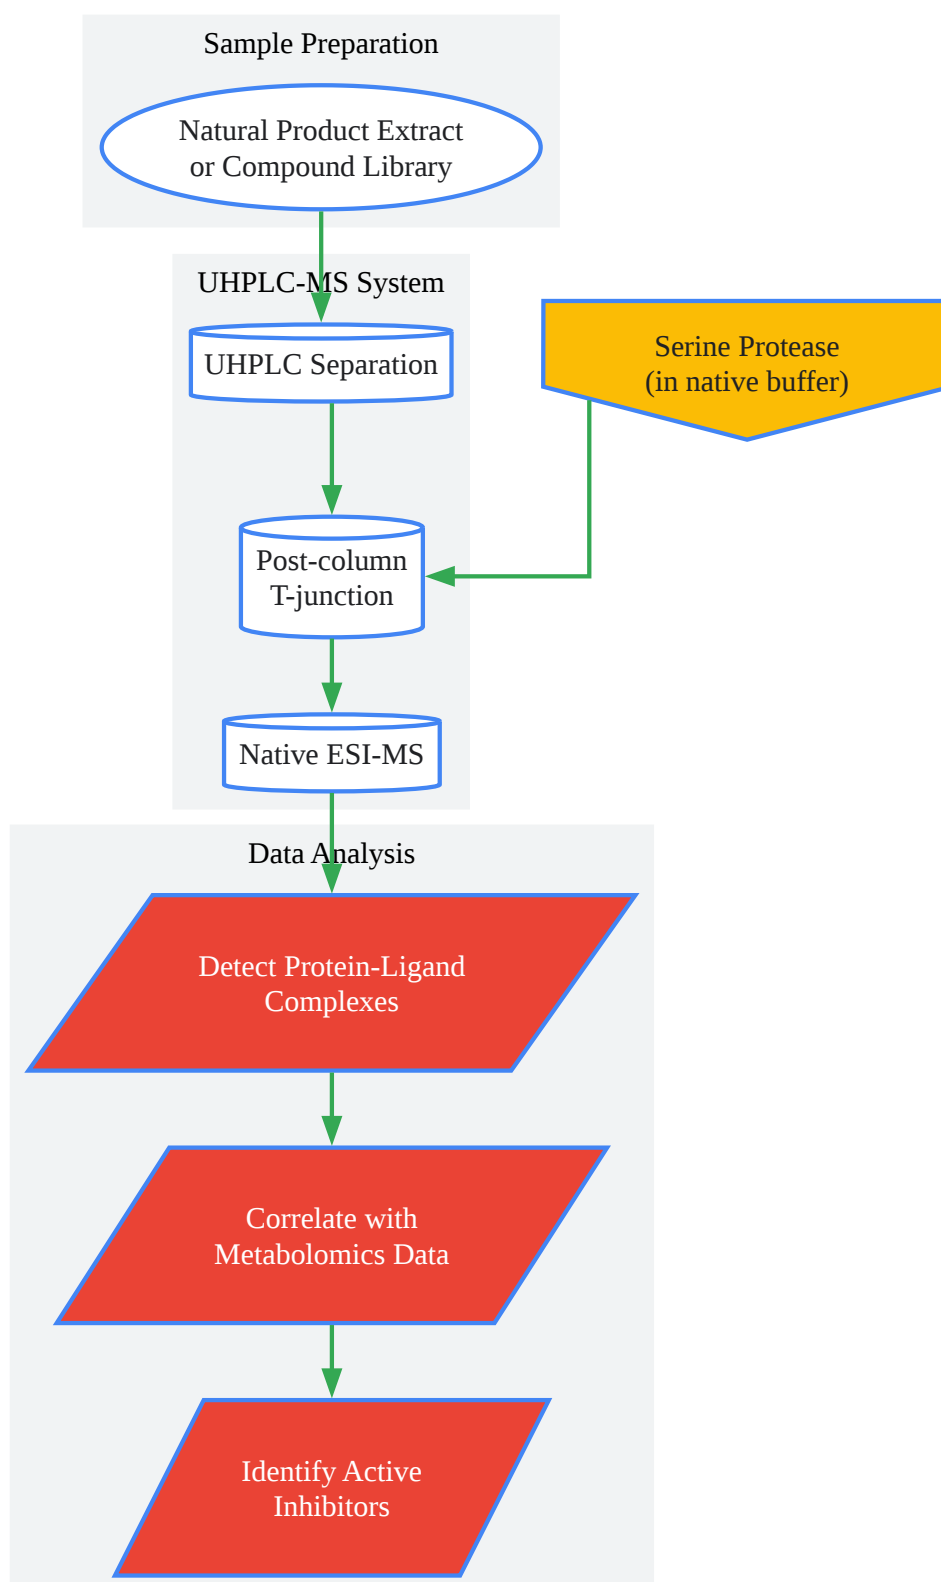 Sample Preparation
Natural Product Extract
or Compound Library
UHPLC-MS System
UHPLC Separation
Serine Protease
(in native buffer)
Post-column
T-junction
Native ESI-MS
Data Analysis
Detect Protein-Ligand
Complexes
Correlate with
Metabolomics Data
Identify Active
Inhibitors